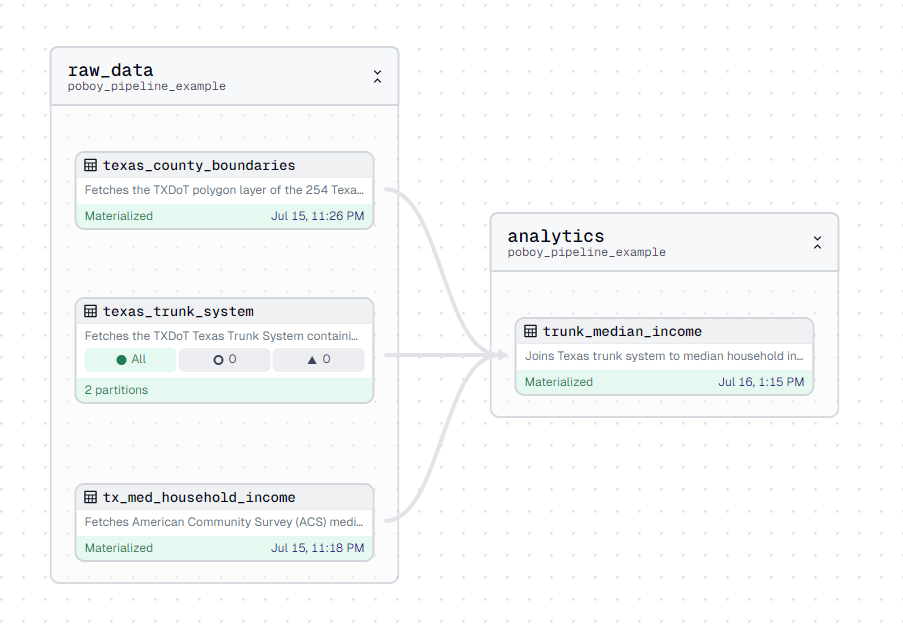 raw_data
poboy_pipeline_example
texas_county_boundaries
Fetches the TXDoT polygon layer of the 254 Texa...
Materialized Jul 15, 11:26 PM
texas_trunk_system
Fetches the TXDOT Texas Trunk System containi...
All 0 0
2 partitions
tx_med_household_income
Fetches American Community Survey (ACS) medi...
Materialized Jul 15, 11:18 PM
analytics
poboy_pipeline_example
trunk_median_income
Joins Texas trunk system to median household in...
Materialized Jul 16, 1:15 PM